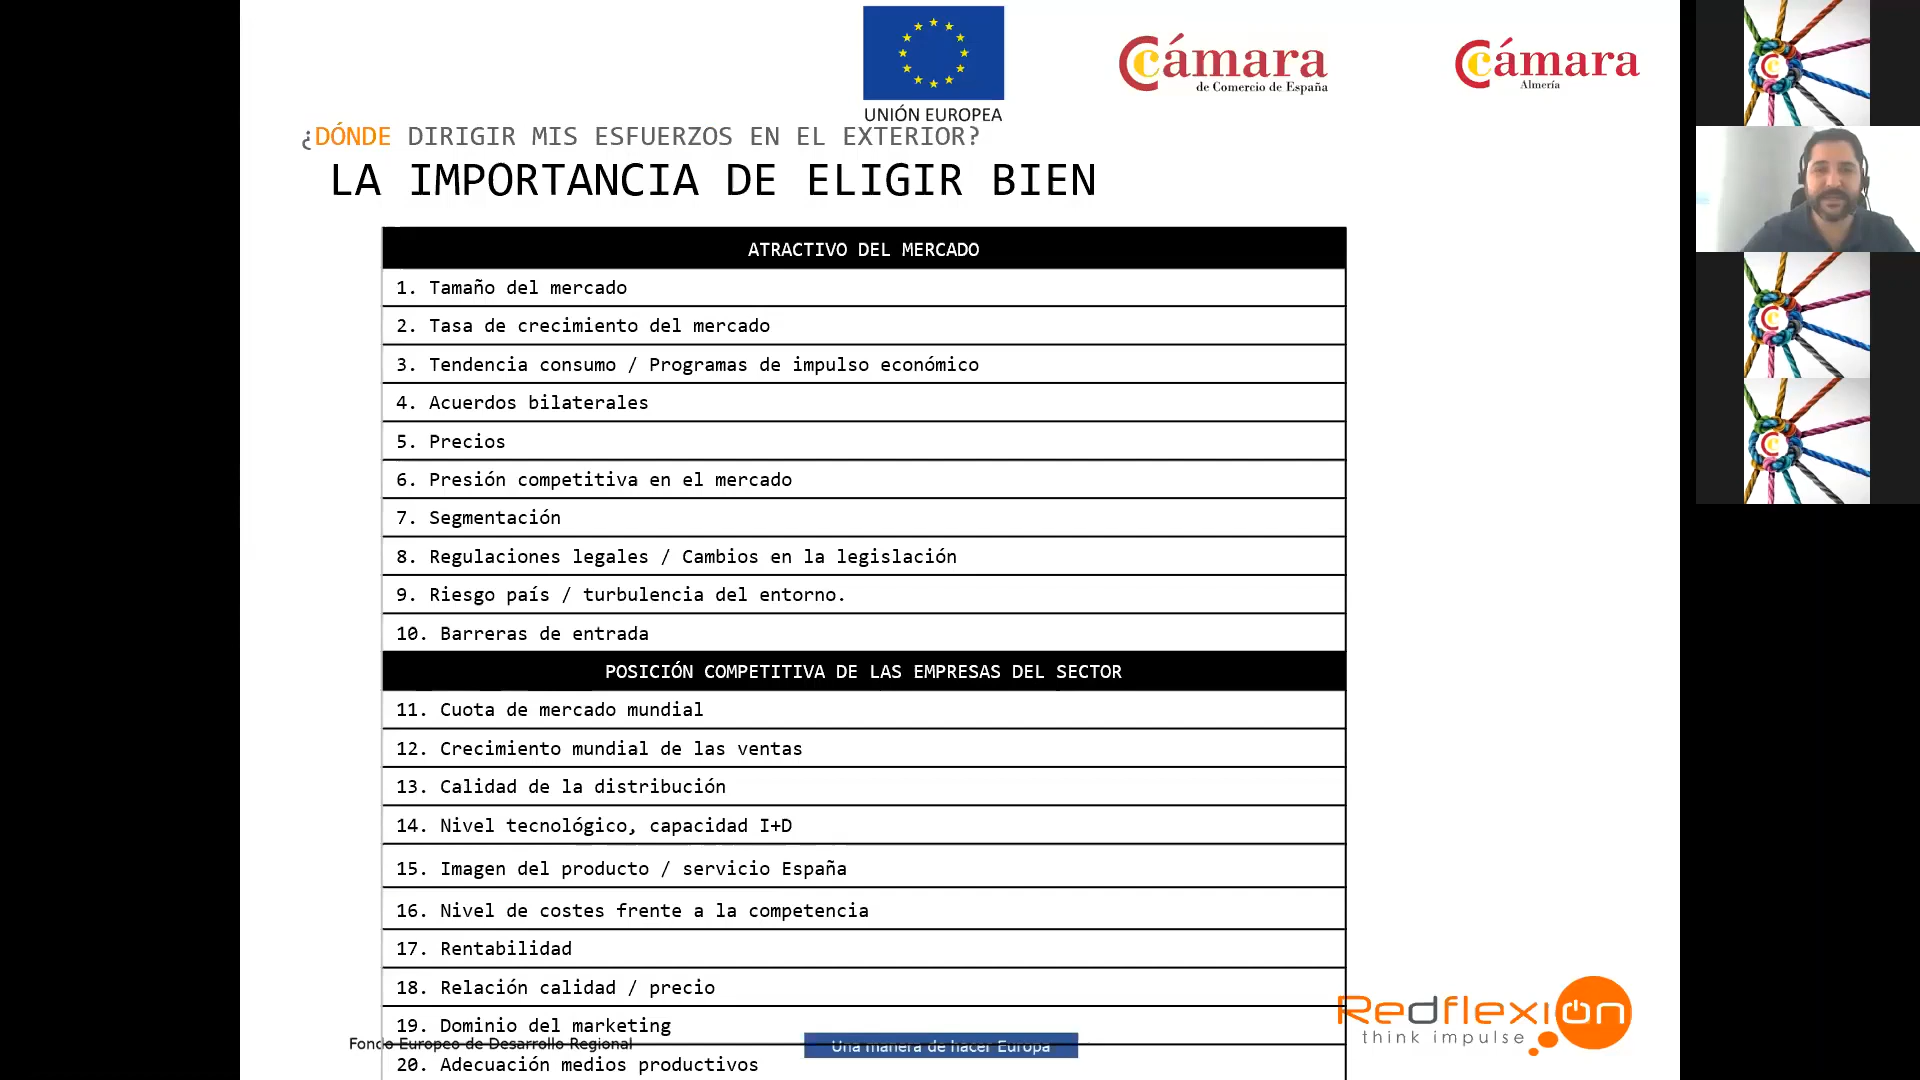 UNIÓN EUROPEA
Cámara
de Comercio de España
Cámara
Almería
¿DÓNDE DIRIGIR MIS ESFUERZOS EN EL EXTERIOR?
LA IMPORTANCIA DE ELIGIR BIEN
ATRACTIVO DEL MERCADO
1. Tamaño del mercado
2. Tasa de crecimiento del mercado
3. Tendencia consumo / Programas de impulso económico
4. Acuerdos bilaterales
5. Precios
6. Presión competitiva en el mercado
7. Segmentación
8. Regulaciones legales / Cambios en la legislación
9. Riesgo país / turbulencia del entorno.
10. Barreras de entrada
POSICIÓN COMPETITIVA DE LAS EMPRESAS DEL SECTOR
11. Cuota de mercado mundial
12. Crecimiento mundial de las ventas
13. Calidad de la distribución
14. Nivel tecnológico, capacidad I+D
15. Imagen del producto / servicio España
16. Nivel de costes frente a la competencia
17. Rentabilidad
18. Relación calidad / precio
19. Dominio del marketing
20. Adecuación medios productivos
Fondo Europeo de Desarrollo Regional
Una manera de hacer Europa
Redflexión
think impulse